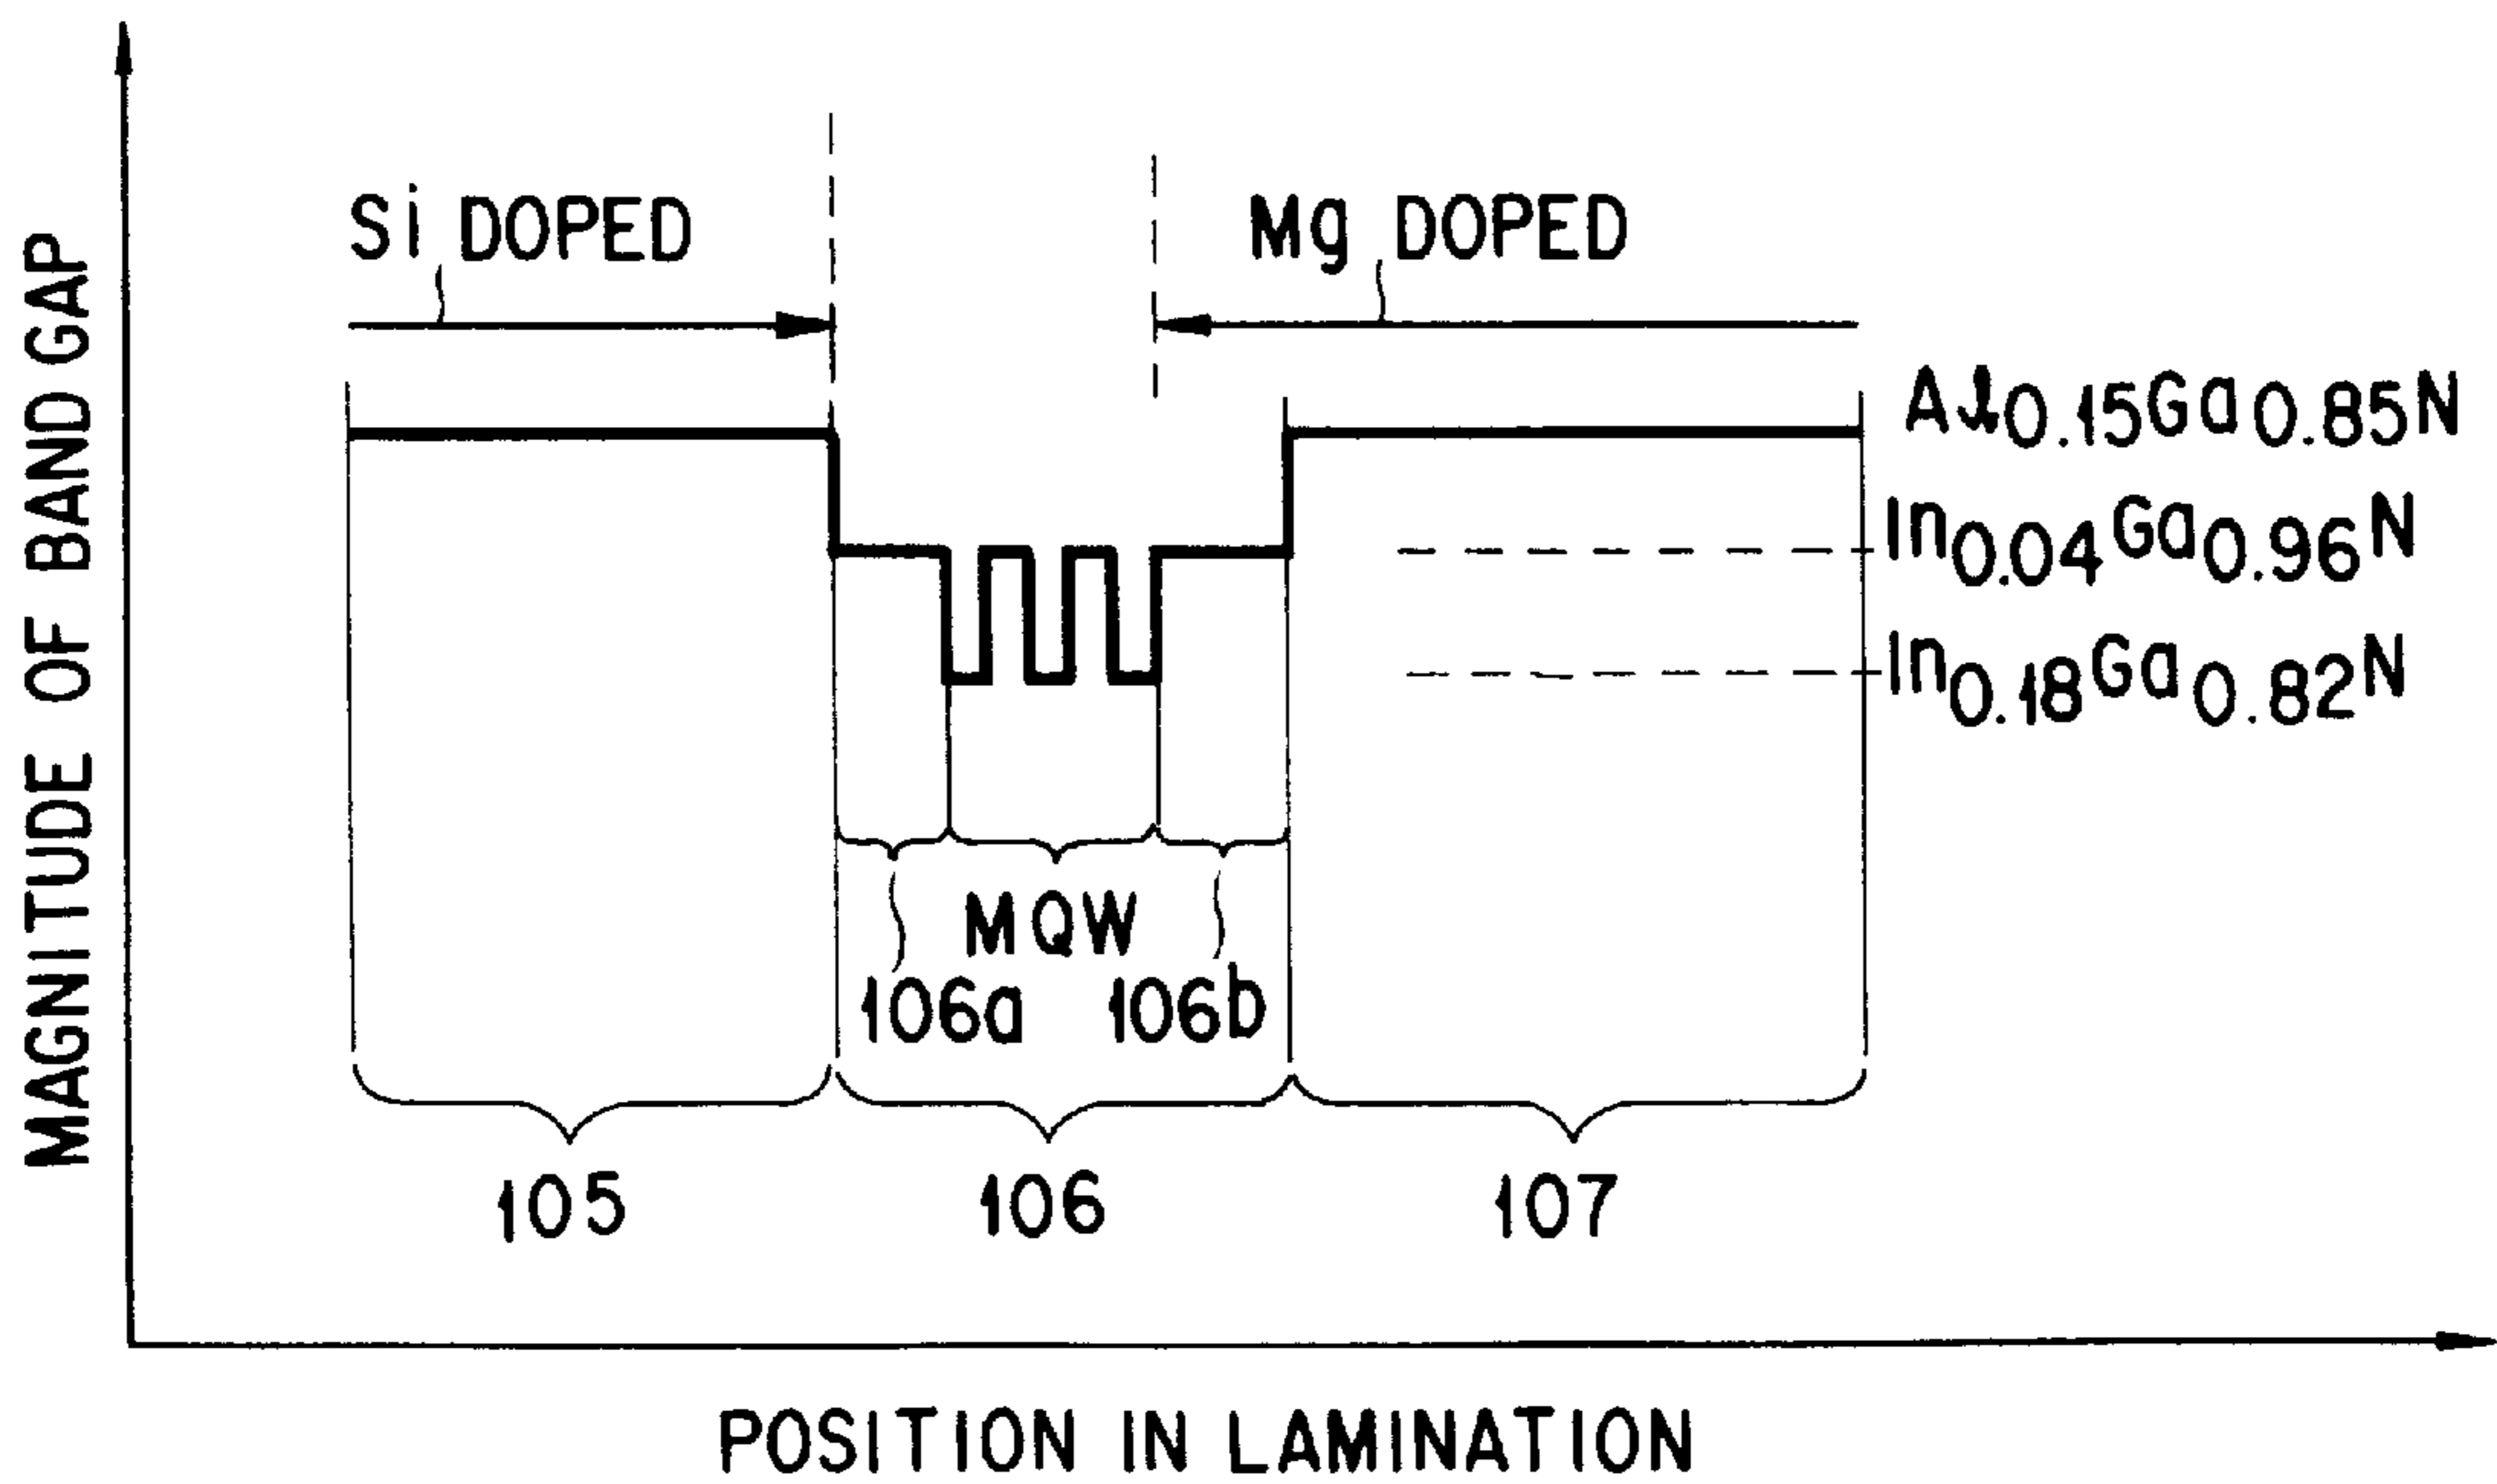 MAGNITUDE OF BAND GAP
Si DOPED
Mg DOPED
Al0.15Ga0.85N
In0.04Ga0.96N
In0.18Ga0.82N
MQW
106a
106b
105
106
107
POSITION IN LAMINATION